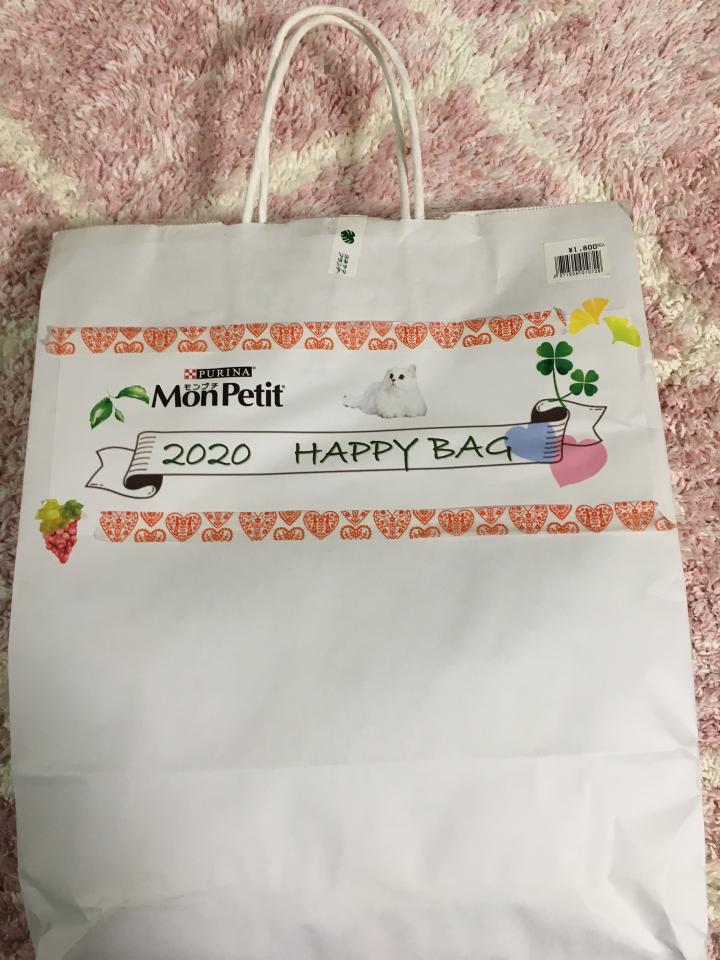 ¥1,800
PURINA
モンプチ
MonPetit
2020 HAPPY BAG